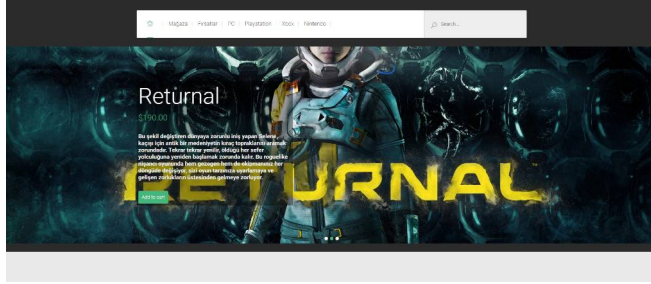 Mağaza Fırsatlar PC Playstation Xbox Nintendo Search...
Returnal
$190.00
Bu şekil değiştiren dünyaya zorunlu iniş yapan Selene,
kaçışı için antik bir medeniyetin kıraç topraklarını aramak
zorundadır. Tekrar tekrar yenilir, öldüğü her sefer
yolculuğuna yeniden başlamak zorunda kalır. Bu roguelike
nişancı oyununda hem gezegen hem de ekipmanınız her
döngüde değişiyor, sizi oyun tarzınıza uyarlamaya ve
gelişen zorlukların üstesinden gelmeye zorluyor.
RETURNAL
Add to cart